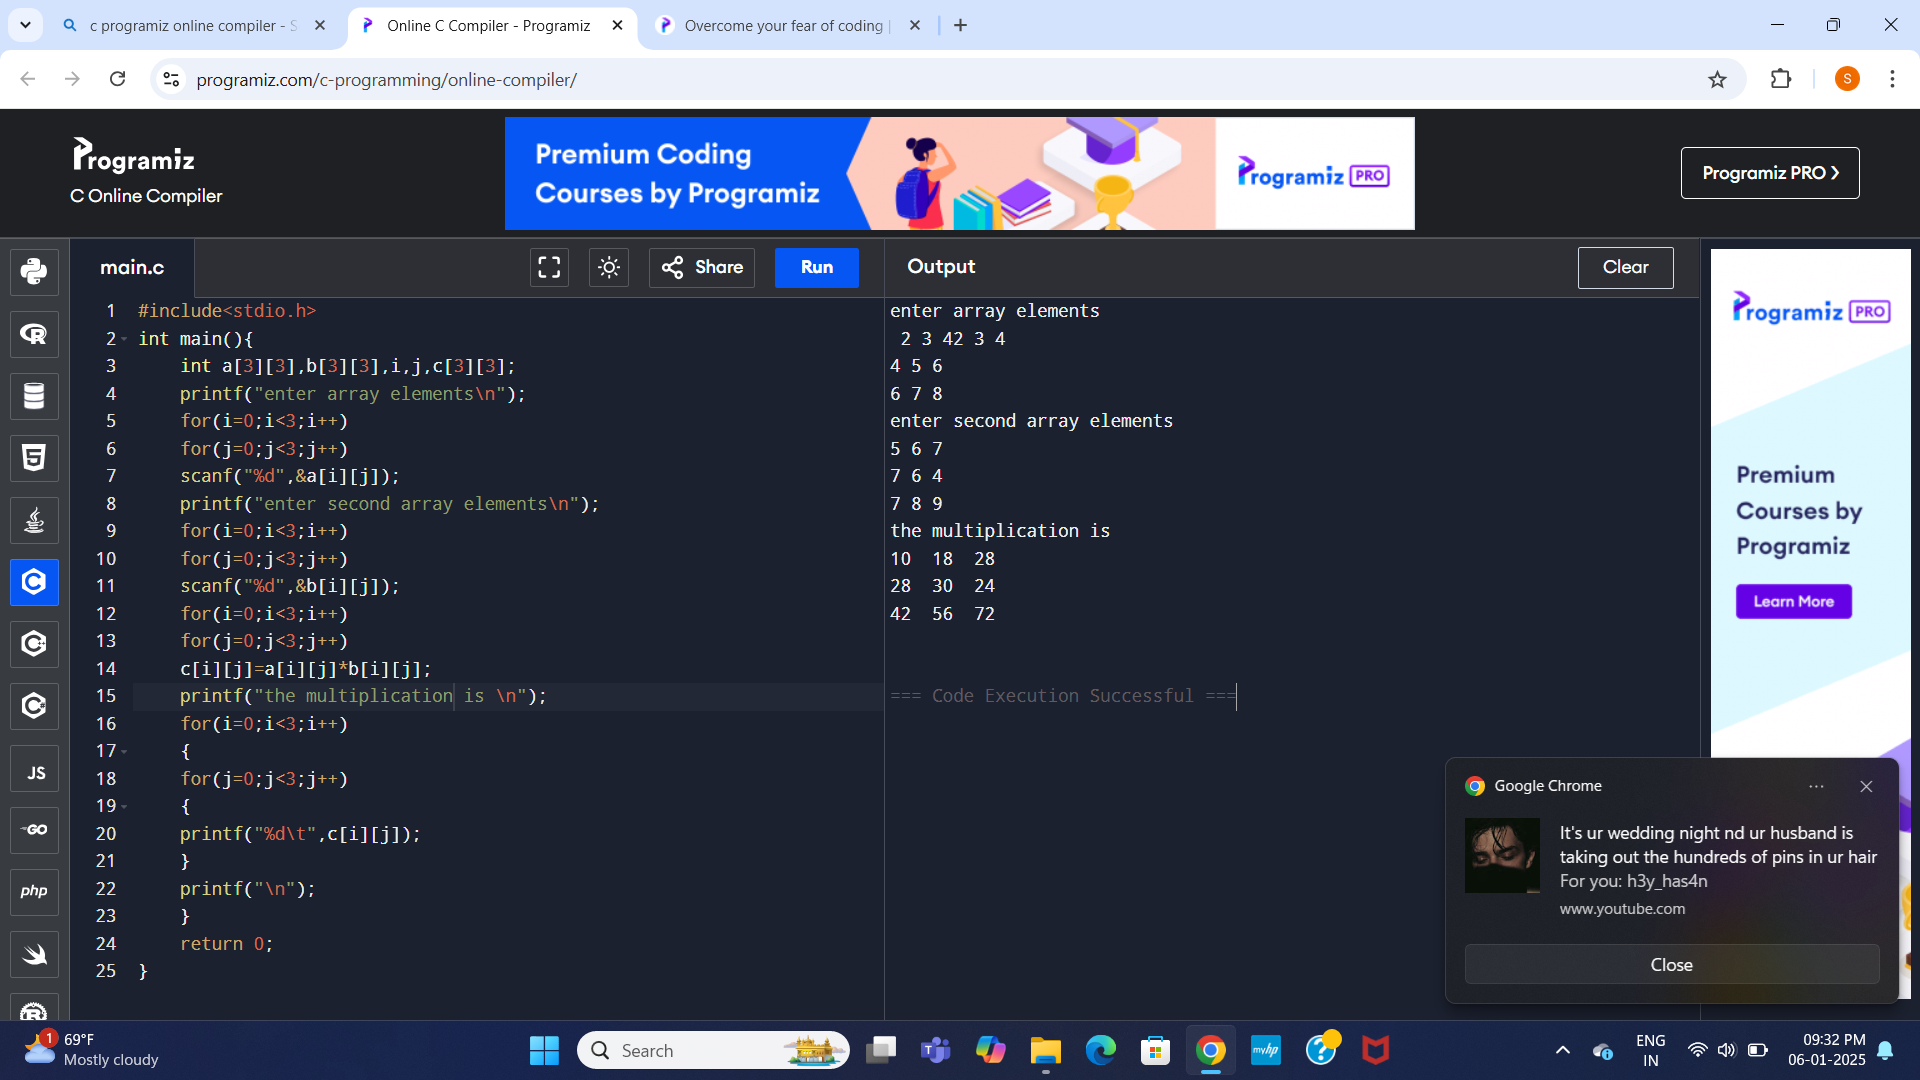 c programiz online compiler - S
Online C Compiler - Programiz
Overcome your fear of coding |
programiz.com/c-programming/online-compiler/
S
Programiz
C Online Compiler
Premium Coding
Courses by Programiz
Programiz PRO
Programiz PRO ❯
main.c
Share
Run
Output
Clear
1 #include<stdio.h>
2 int main(){
3 int a[3][3],b[3][3],i,j,c[3][3];
4 printf("enter array elements\n");
5 for(i=0;i<3;i++)
6 for(j=0;j<3;j++)
7 scanf("%d",&a[i][j]);
8 printf("enter second array elements\n");
9 for(i=0;i<3;i++)
10 for(j=0;j<3;j++)
11 scanf("%d",&b[i][j]);
12 for(i=0;i<3;i++)
13 for(j=0;j<3;j++)
14 c[i][j]=a[i][j]*b[i][j];
15 printf("the multiplication is \n");
16 for(i=0;i<3;i++)
17 {
18 for(j=0;j<3;j++)
19 {
20 printf("%d\t",c[i][j]);
21 }
22 printf("\n");
23 }
24 return 0;
25 }
enter array elements
2 3 42 3 4
4 5 6
6 7 8
enter second array elements
5 6 7
7 6 4
7 8 9
the multiplication is
10 18 28
28 30 24
42 56 72
=== Code Execution Successful ===
Programiz PRO
Premium
Courses by
Programiz
Learn More
JS
GO
php
Google Chrome
It's ur wedding night nd ur husband is
taking out the hundreds of pins in ur hair
For you: h3y_has4n
www.youtube.com
Close
1
69°F
Mostly cloudy
Search
myhp
ENG
IN
09:32 PM
06-01-2025